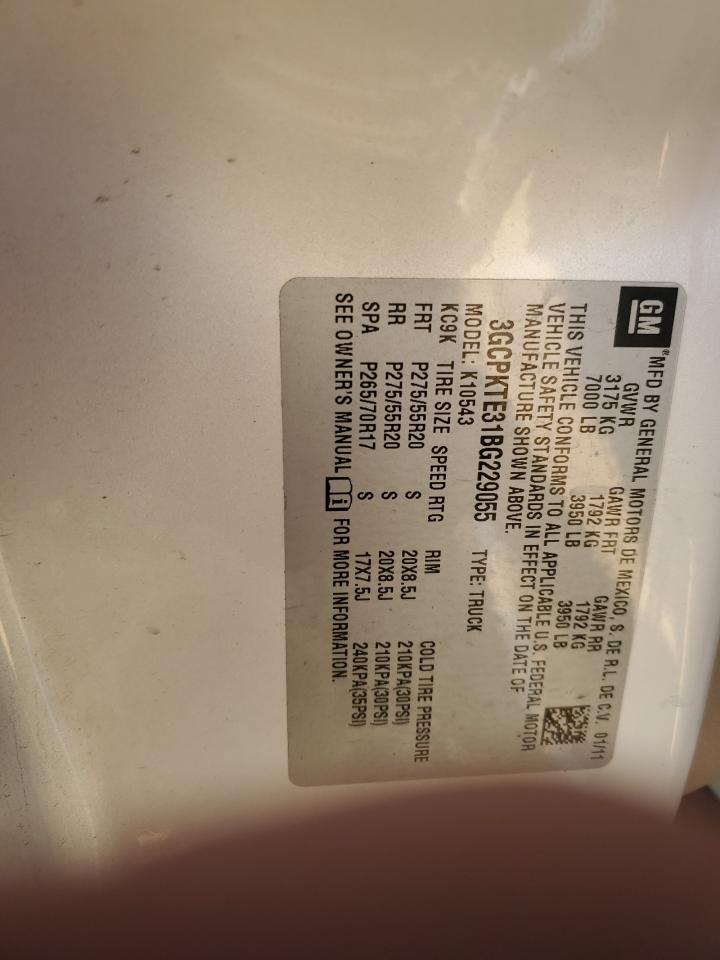 GM® MFD BY GENERAL MOTORS DE MEXICO, S. DE R.L. DE C.V. 01/11
GVWR GAWR FRT GAWR RR
3175 KG 1792 KG 1792 KG
7000 LB 3950 LB 3950 LB
THIS VEHICLE CONFORMS TO ALL APPLICABLE U.S. FEDERAL MOTOR
VEHICLE SAFETY STANDARDS IN EFFECT ON THE DATE OF
MANUFACTURE SHOWN ABOVE.
3GCPKTE31BG229055 TYPE: TRUCK
MODEL: K10543
KC9K TIRE SIZE SPEED RTG RIM COLD TIRE PRESSURE
FRT P275/55R20 S 20X8.5J 210KPA(30PSI)
RR P275/55R20 S 20X8.5J 210KPA(30PSI)
SPA P265/70R17 S 17X7.5J 240KPA(35PSI)
SEE OWNER'S MANUAL i FOR MORE INFORMATION.